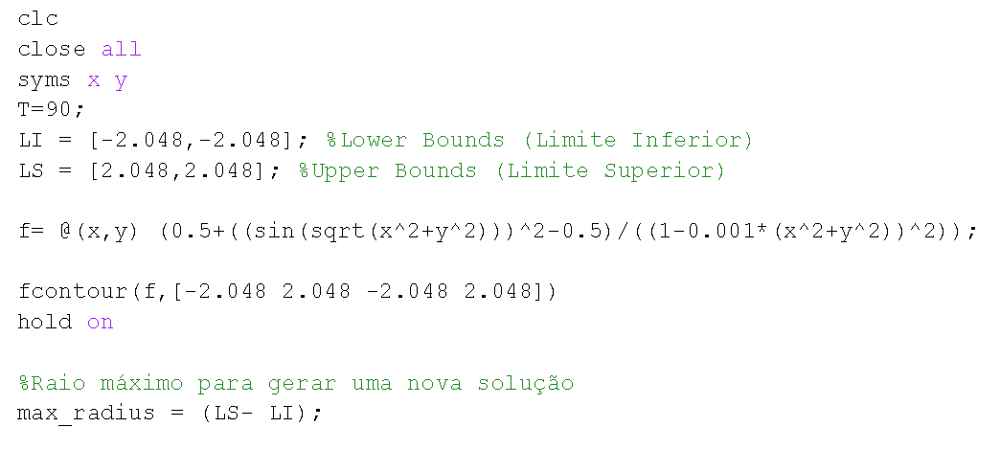 clc
close all
syms x y
T=90;
LI = [-2.048,-2.048]; %Lower Bounds (Limite Inferior)
LS = [2.048,2.048]; %Upper Bounds (Limite Superior)
f= @(x,y) (0.5+((sin(sqrt(x^2+y^2)))^2-0.5)/((1-0.001*(x^2+y^2))^2));
fcontour(f,[-2.048 2.048 -2.048 2.048])
hold on
%Raio máximo para gerar uma nova solução
max_radius = (LS- LI);